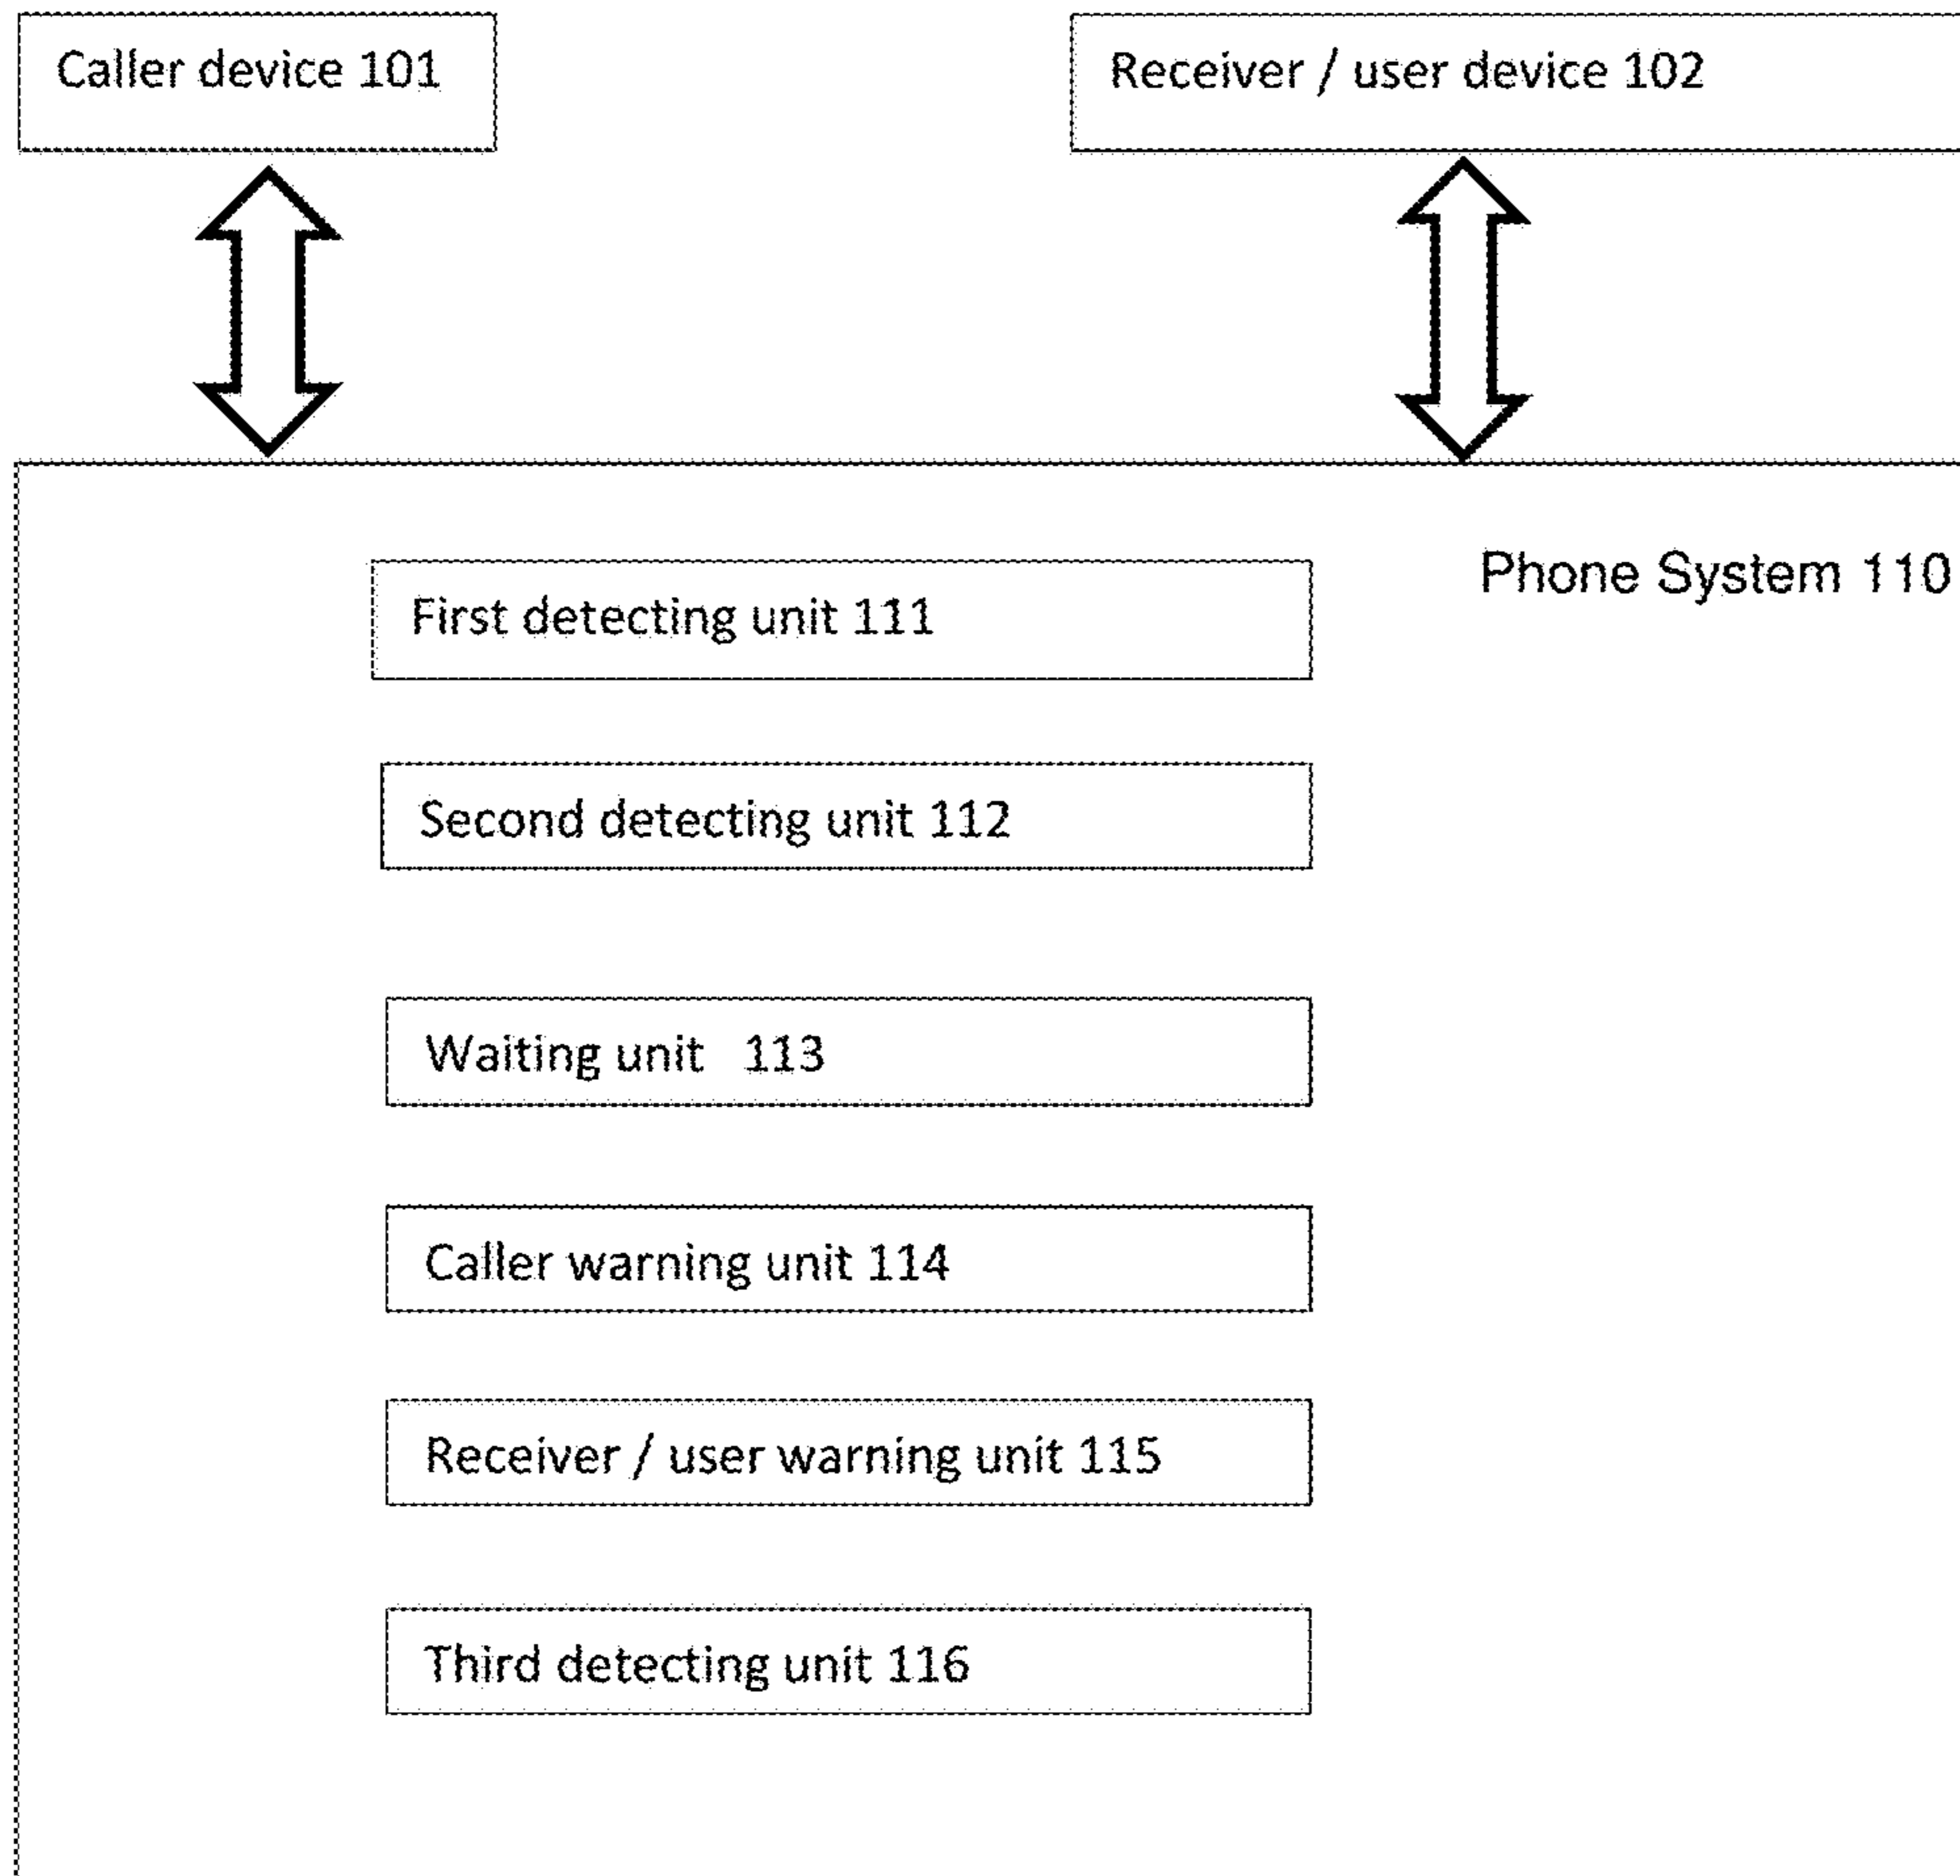 Caller device 101
Receiver / user device 102
Phone System 110
First detecting unit 111
Second detecting unit 112
Waiting unit 113
Caller warning unit 114
Receiver / user warning unit 115
Third detecting unit 116